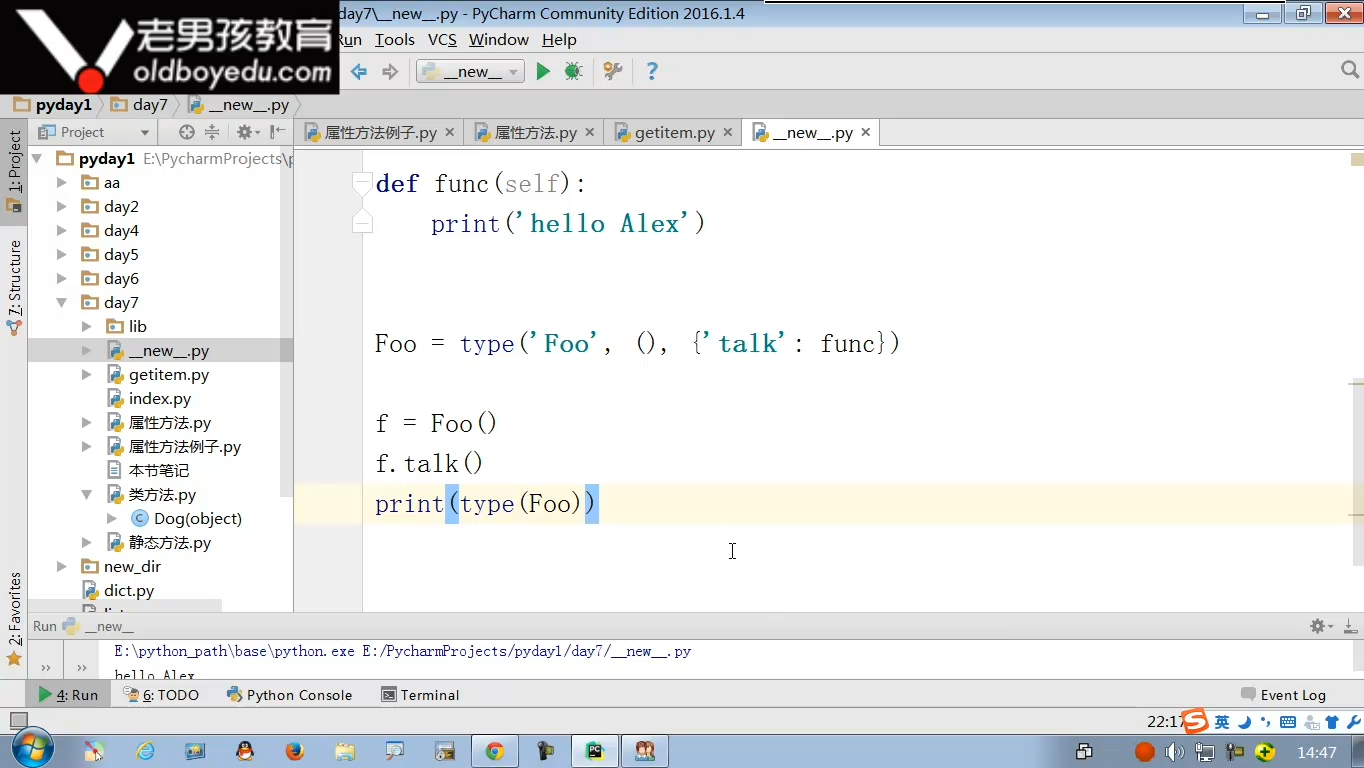 老男孩教育
oldboyedu.com
day7\__new__.py - PyCharm Community Edition 2016.1.4
Run Tools VCS Window Help
__new__
pyday1 day7 __new__.py
Project
属性方法例子.py 属性方法.py getitem.py __new__.py
1: Project
7: Structure
2: Favorites
pyday1 E:\PycharmProjects\p
aa
day2
day4
day5
day6
day7
lib
__new__.py
getitem.py
index.py
属性方法.py
属性方法例子.py
本节笔记
类方法.py
Dog(object)
静态方法.py
new_dir
dict.py
def func(self):
    print('hello Alex')
Foo = type('Foo', (), {'talk': func})
f = Foo()
f.talk()
print(type(Foo))
Run __new__
E:\python_path\base\python.exe E:/PycharmProjects/pyday1/day7/__new__.py
hello Alex
4: Run 6: TODO Python Console Terminal Event Log
22:17 英
14:47